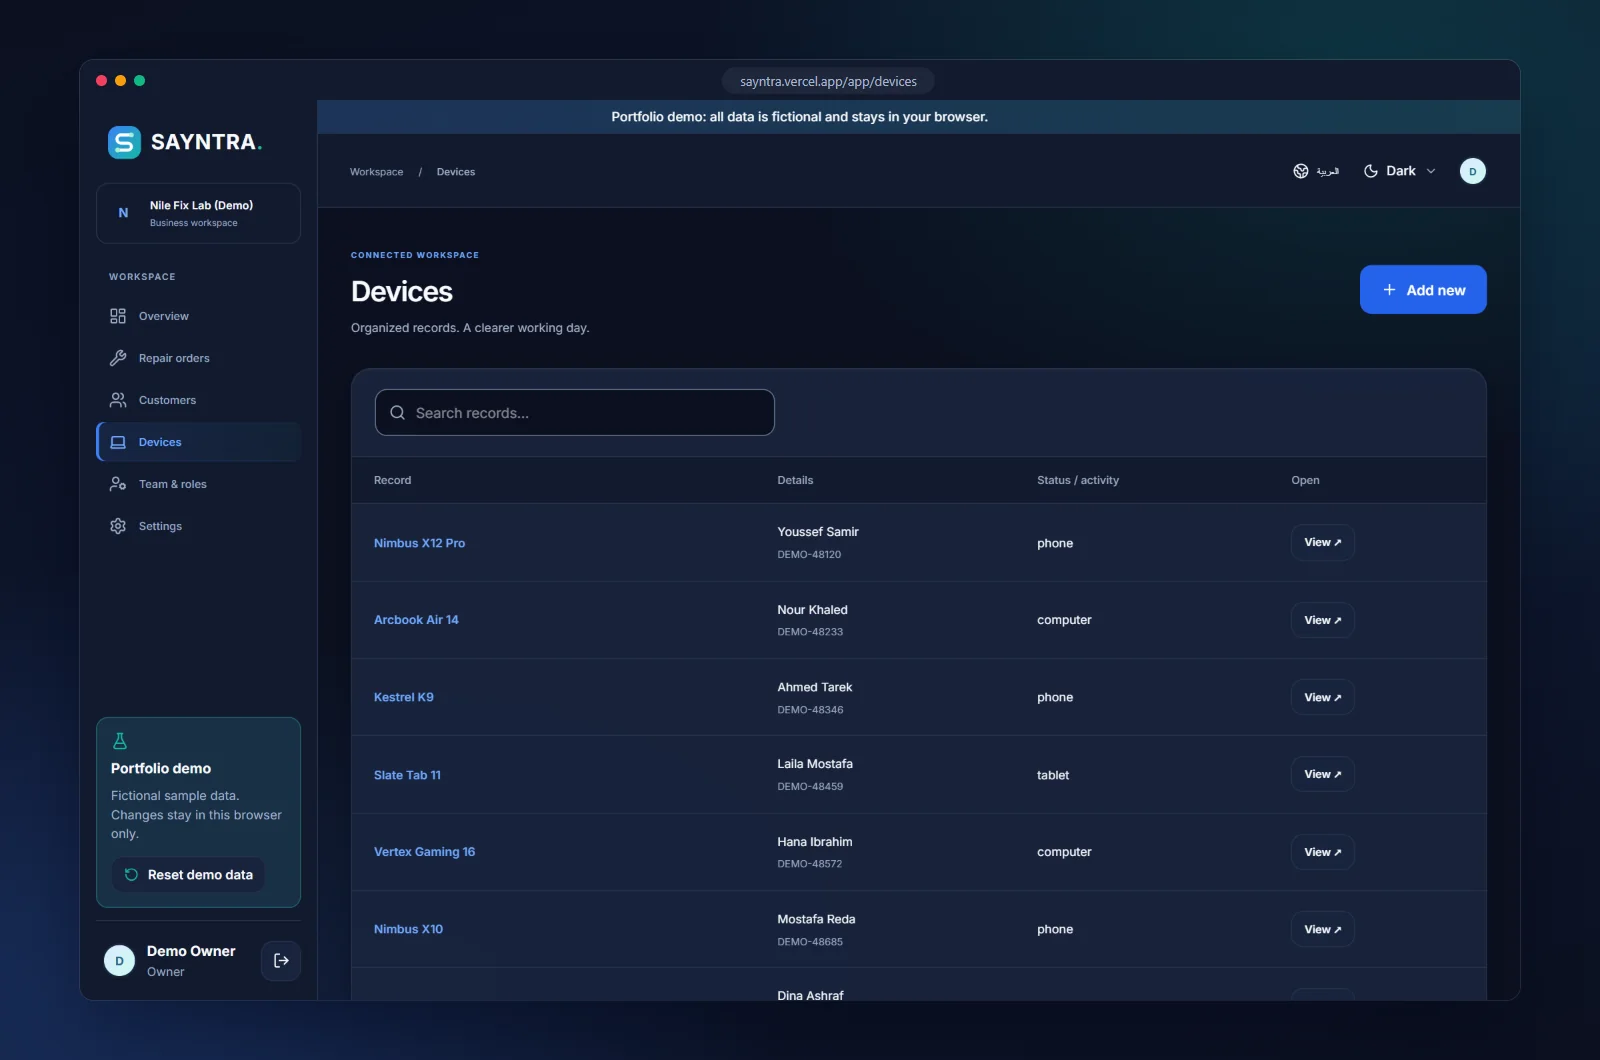 sayntra.vercel.app/app/devices
Portfolio demo: all data is fictional and stays in your browser.
SAYNTRA.
N
Nile Fix Lab (Demo)
Business workspace
WORKSPACE
Overview
Repair orders
Customers
Devices
Team & roles
Settings
Portfolio demo
Fictional sample data.
Changes stay in this browser
only.
Reset demo data
D
Demo Owner
Owner
Workspace / Devices
العربية
Dark
D
CONNECTED WORKSPACE
Devices
Organized records. A clearer working day.
+ Add new
Search records...
Record Details Status / activity Open
Nimbus X12 Pro Youssef Samir phone View ↗
DEMO-48120
Arcbook Air 14 Nour Khaled computer View ↗
DEMO-48233
Kestrel K9 Ahmed Tarek phone View ↗
DEMO-48346
Slate Tab 11 Laila Mostafa tablet View ↗
DEMO-48459
Vertex Gaming 16 Hana Ibrahim computer View ↗
DEMO-48572
Nimbus X10 Mostafa Reda phone View ↗
DEMO-48685
Dina Ashraf